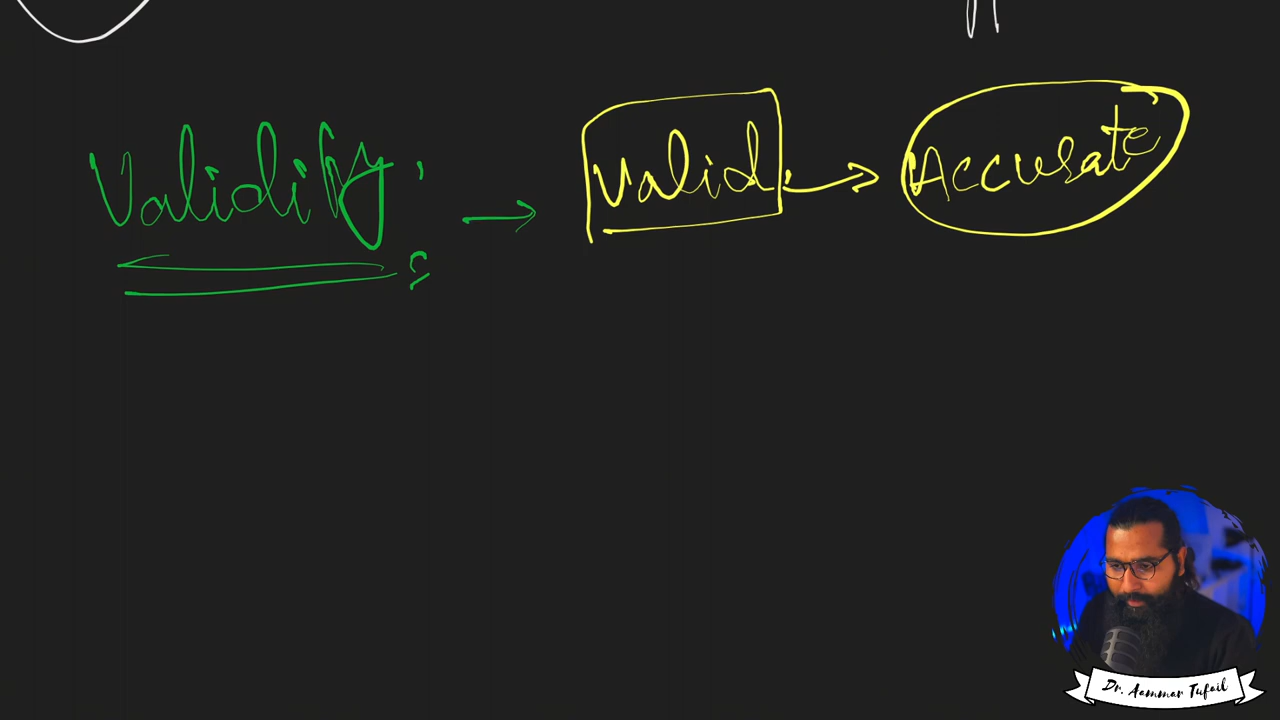 Validity → Valid → Accurate
Dr. Aammar Tufail